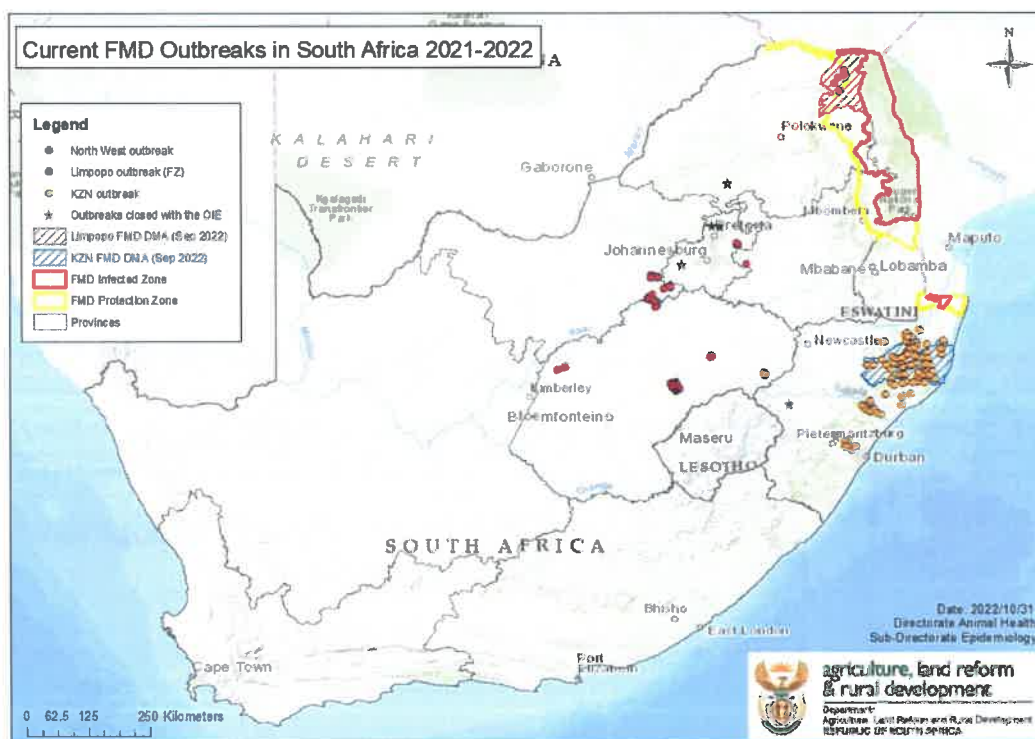 Current FMD Outbreaks in South Africa 2021-2022
N
Legend
North West outbreak
Limpopo outbreak (FZ)
KZN outbreak
Outbreaks closed with the OIE
Limpopo FMD DMA (Sep 2022)
KZN FMD DMA (Sep 2022)
FMD Infected Zone
FMD Protection Zone
Provinces
KALAHARI
DESERT
Polokwane
Gaborone
Transfrontier
Park
Mbombela
Johannesburg
Maputo
Mbabane
Lobamba
ESWATINI
Newcastle
Kimberley
Bloemfontein
Maseru
Pietermaritzburg
LESOTHO
Durban
SOUTH AFRICA
Bhisho
East London
Port
Elizabeth
Cape Town
Date: 2022/10/31
Directorate Animal Health
Sub-Directorate Epidemiology
agriculture, land reform
& rural development
Department:
Agriculture, Land Reform and Rural Development
REPUBLIC OF SOUTH AFRICA
0 62.5 125 250 Kilometers